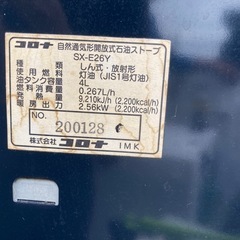 コロナ 自然通気形開放式石油ストーブ
SX-E26Y
種類 しん式・放射形
使用燃料 灯油(JIS1号灯油)
油タンク容量 4L
燃料消費量 0.267L/h
発熱量 9,210kJ/h (2,200kcal/h)
暖房出力 2.56kW (2,200kcal/h)
No. 200128
株式会社 コロナ IMK